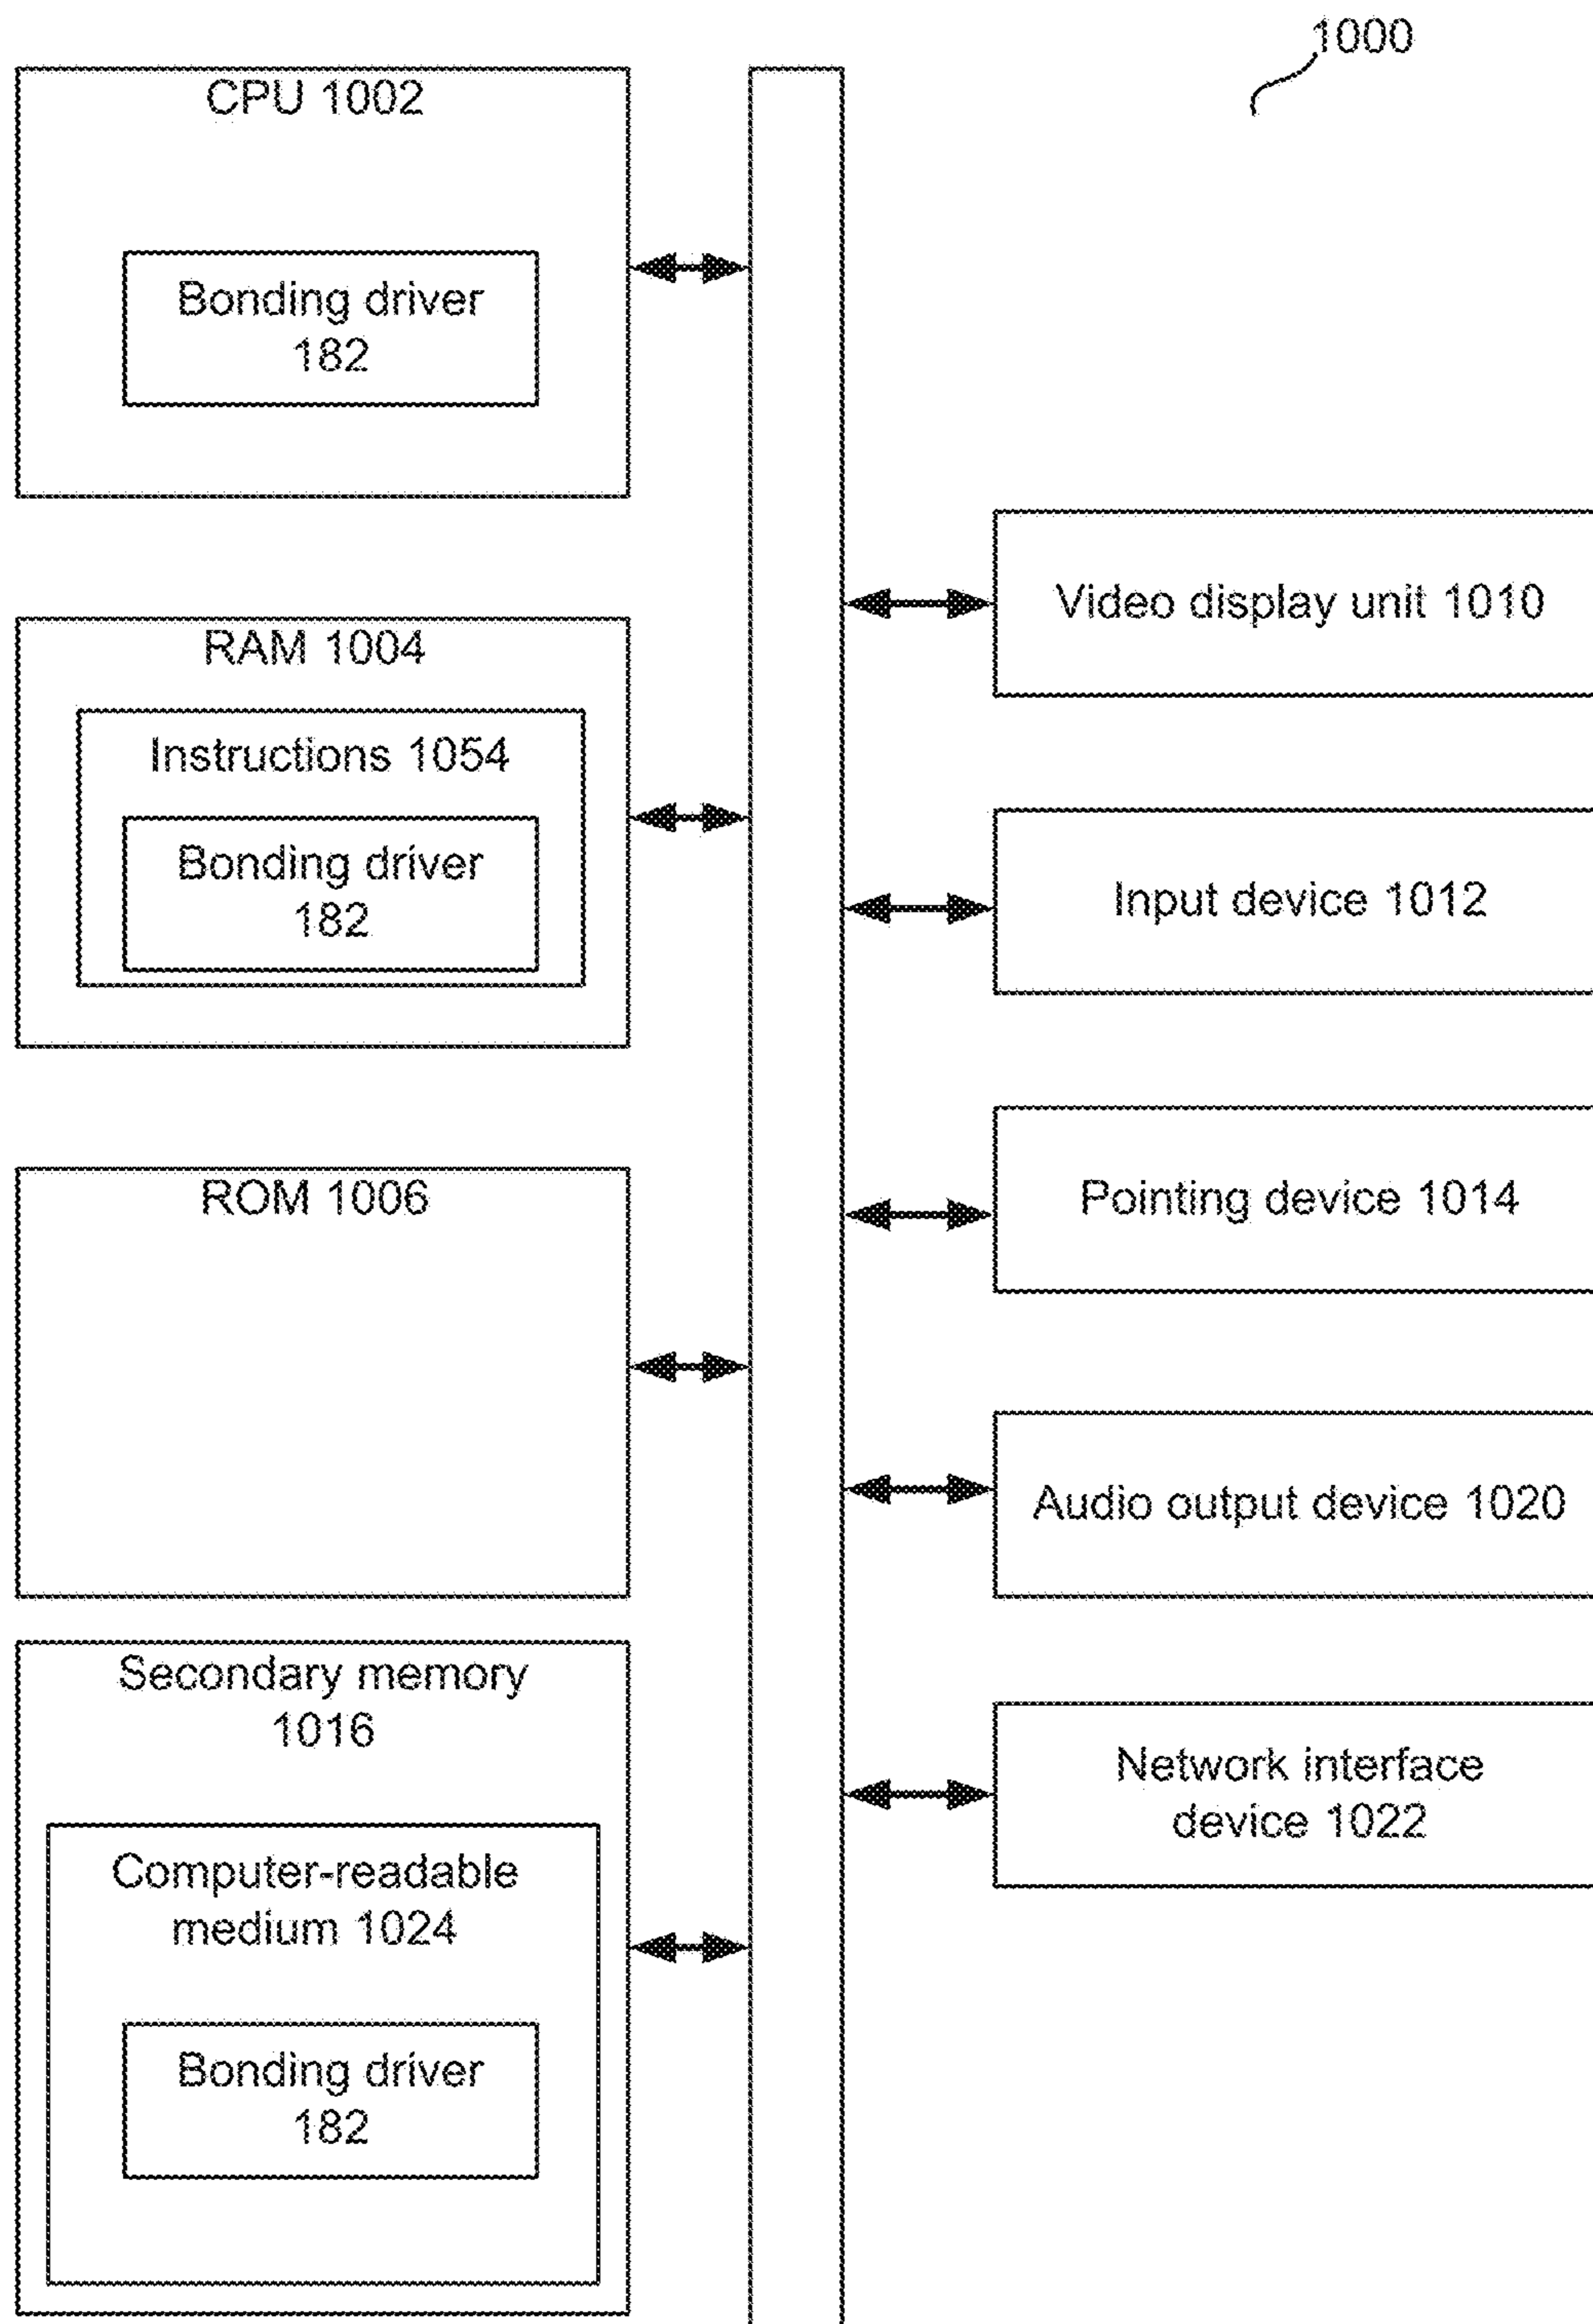 1000
CPU 1002
Bonding driver
182
RAM 1004
Instructions 1054
Bonding driver
182
ROM 1006
Secondary memory
1016
Computer-readable
medium 1024
Bonding driver
182
Video display unit 1010
Input device 1012
Pointing device 1014
Audio output device 1020
Network interface
device 1022